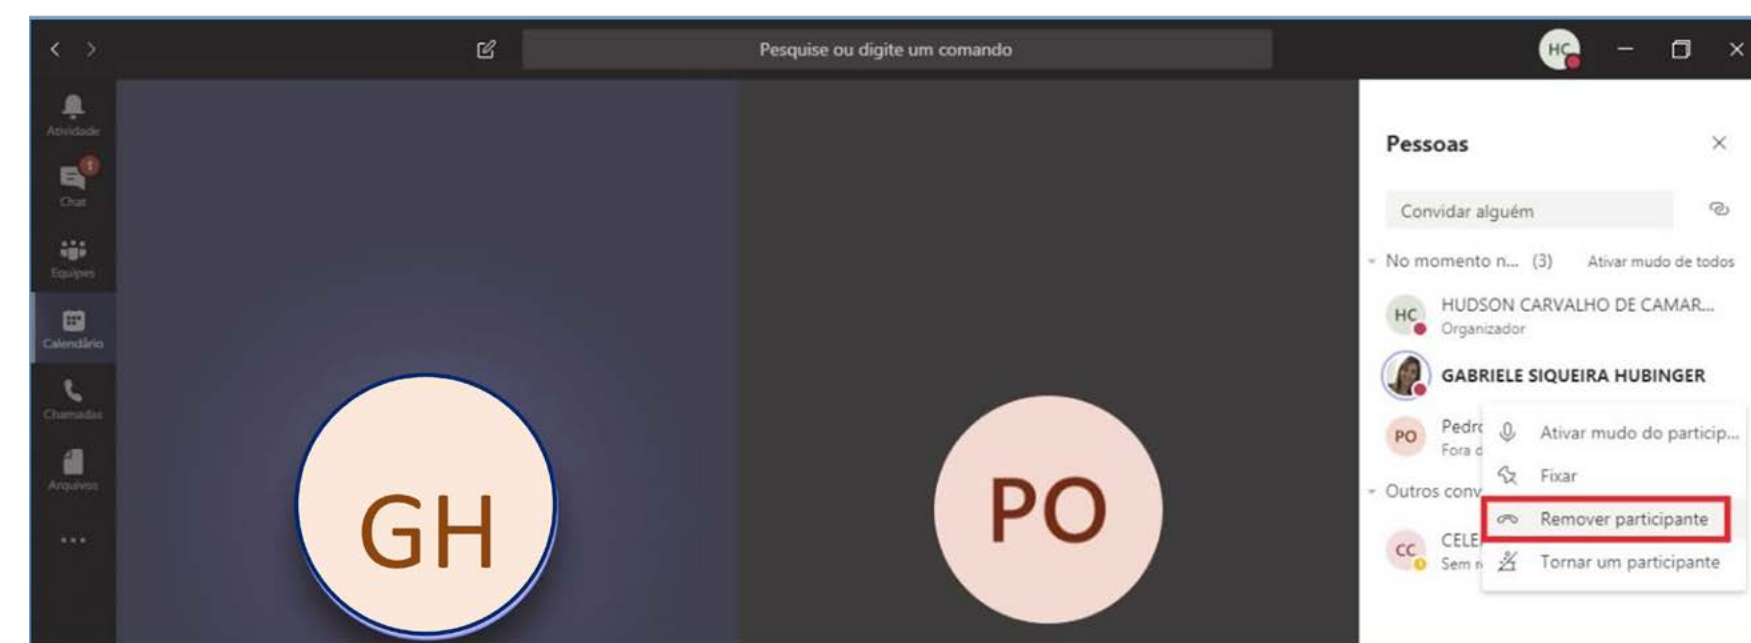 Pesquise ou digite um comando
HC
Atividade
1
Chat
Equipes
Calendário
Chamadas
Arquivos
GH
PO
Pessoas
Convidar alguém
No momento n... (3) Ativar mudo de todos
HC
HUDSON CARVALHO DE CAMAR...
Organizador
GABRIELE SIQUEIRA HUBINGER
PO
Pedro
Fora d
Ativar mudo do particip...
Fixar
Outros conv
Remover participante
CC
CELE
Sem r
Tornar um participante